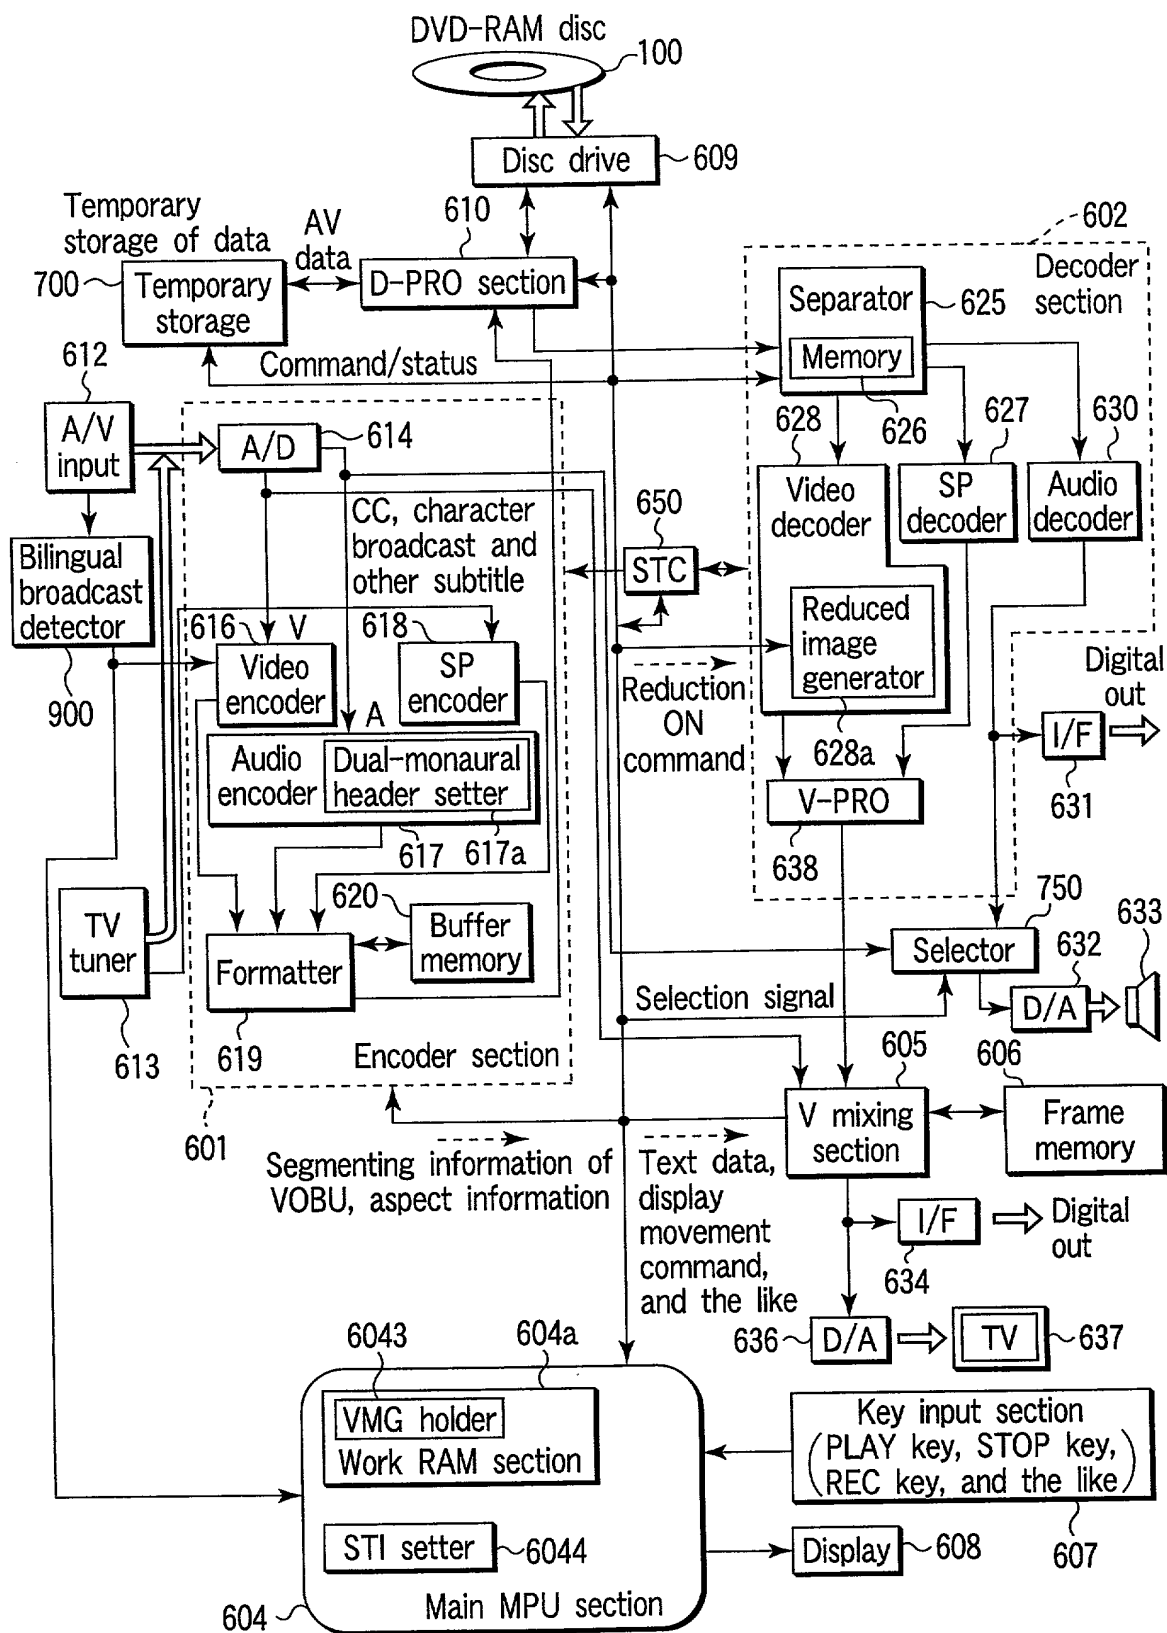 DVD-RAM disc
100
Disc drive
609
Temporary
storage of data
AV
data
610
602
700
Temporary
storage
D-PRO section
Decoder
section
Separator
625
Memory
626
612
Command/status
A/V
input
A/D
614
628
627
630
Video
decoder
SP
decoder
Audio
decoder
CC, character
broadcast and
other subtitle
650
STC
Bilingual
broadcast
detector
616
V
618
Reduced
image
generator
Video
encoder
SP
encoder
900
Reduction
ON
command
Digital
out
A
Audio
encoder
Dual-monaural
header setter
628a
I/F
631
V-PRO
617
617a
638
620
750
633
TV
tuner
Formatter
Buffer
memory
Selector
632
Selection signal
D/A
613
619
Encoder section
605
606
601
V mixing
section
Frame
memory
Segmenting information of
VOBU, aspect information
Text data,
display
movement
command,
and the like
I/F
Digital
out
634
636
D/A
TV
637
6043
604a
VMG holder
Work RAM section
Key input section
(PLAY key, STOP key,
REC key, and the like)
STI setter
6044
Display
608
607
Main MPU section
604